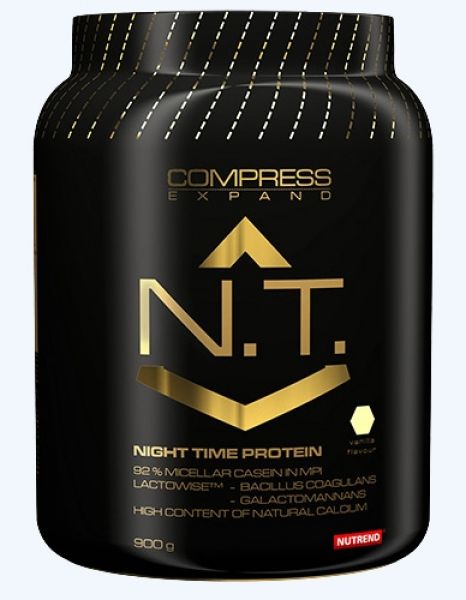 COMPRESS
EXPAND
N.T.
NIGHT TIME PROTEIN
92 % MICELLAR CASEIN IN MPI
LACTOWISE™ - BACILLUS COAGULANS
- GALACTOMANNANS
HIGH CONTENT OF NATURAL CALCIUM
vanilla
flavour
900 g
NUTREND